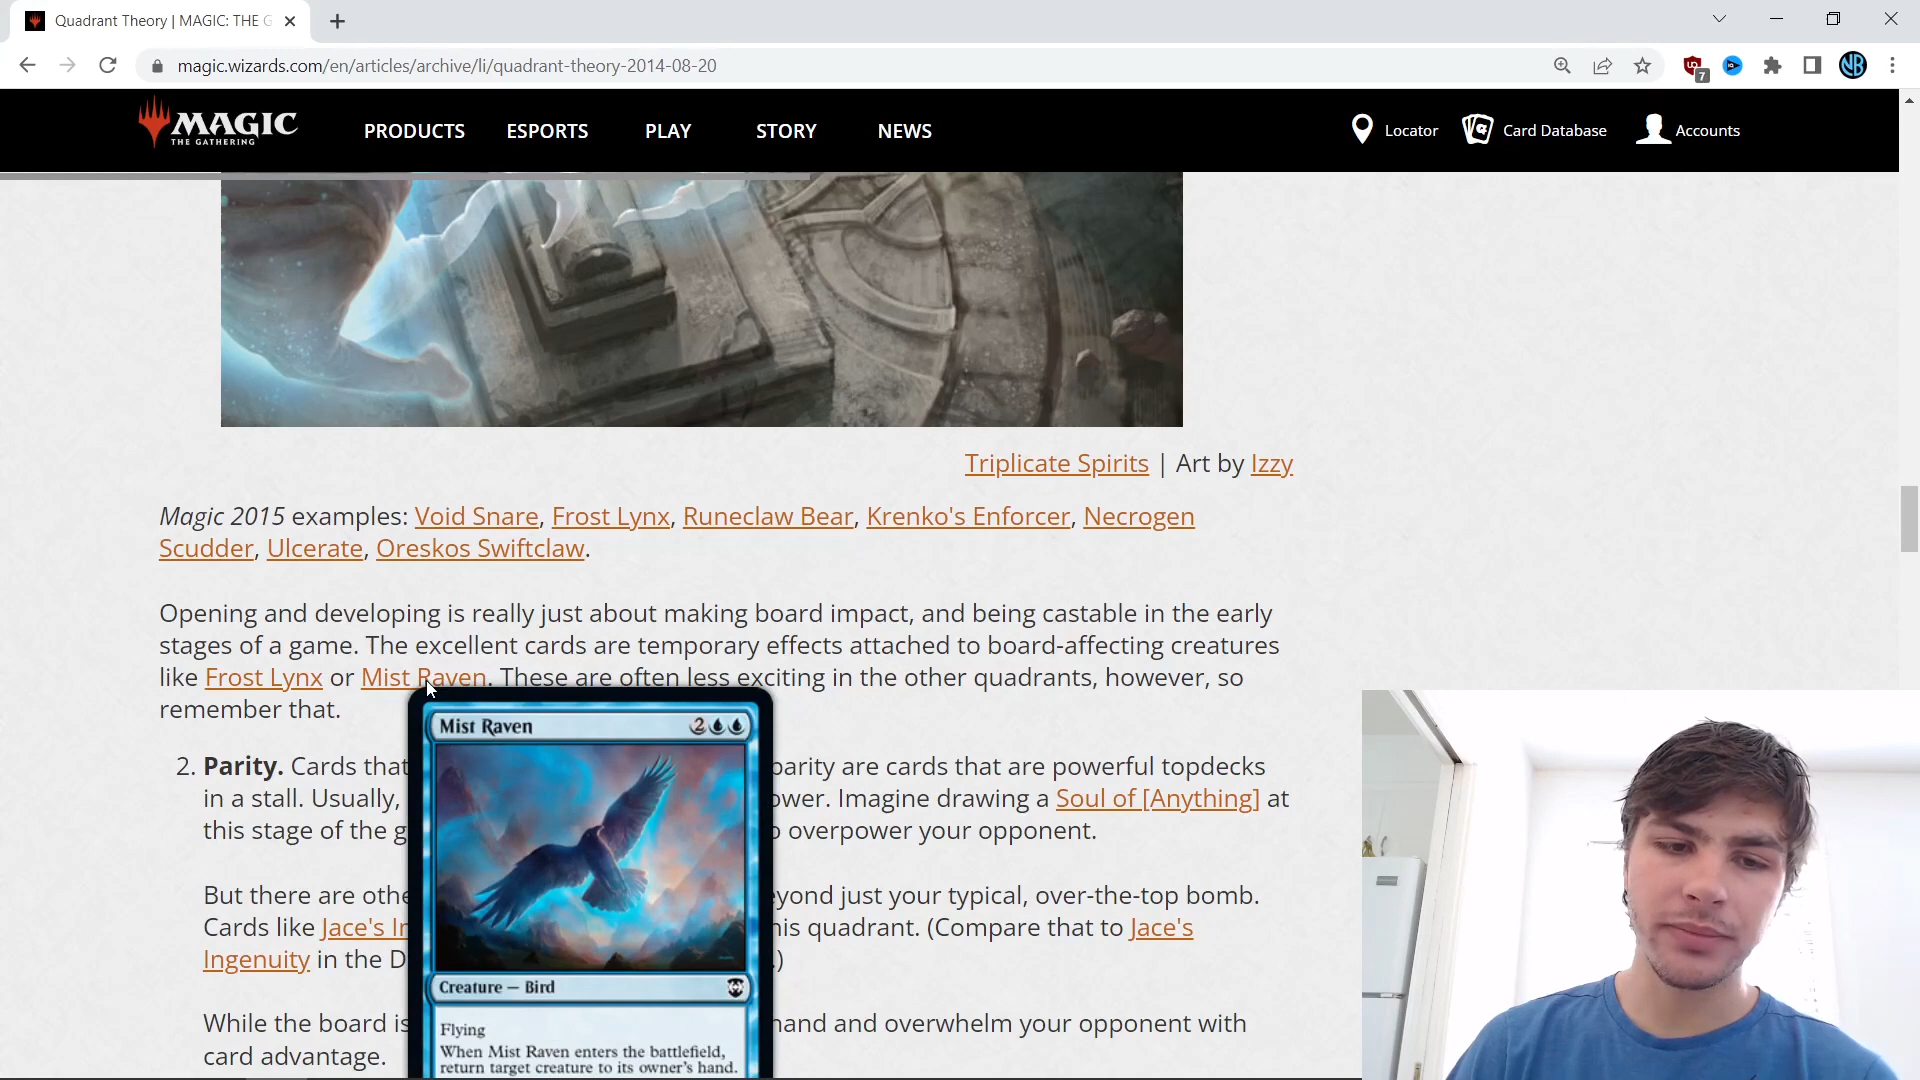 Quadrant Theory | MAGIC: THE G
magic.wizards.com/en/articles/archive/li/quadrant-theory-2014-08-20
7
NB
MAGIC
THE GATHERING
PRODUCTS ESPORTS PLAY STORY NEWS
Locator Card Database Accounts
Triplicate Spirits | Art by Izzy
Magic 2015 examples: Void Snare, Frost Lynx, Runeclaw Bear, Krenko's Enforcer, Necrogen
Scudder, Ulcerate, Oreskos Swiftclaw.
Opening and developing is really just about making board impact, and being castable in the early
stages of a game. The excellent cards are temporary effects attached to board-affecting creatures
like Frost Lynx or Mist Raven. These are often less exciting in the other quadrants, however, so
remember that.
2. Parity. Cards that parity are cards that are powerful topdecks
in a stall. Usually, ower. Imagine drawing a Soul of [Anything] at
this stage of the g o overpower your opponent.
But there are othe eyond just your typical, over-the-top bomb.
Cards like Jace's In his quadrant. (Compare that to Jace's
Ingenuity in the D .)
While the board is hand and overwhelm your opponent with
card advantage.
Mist Raven 2
Creature — Bird
Flying
When Mist Raven enters the battlefield,
return target creature to its owner's hand.